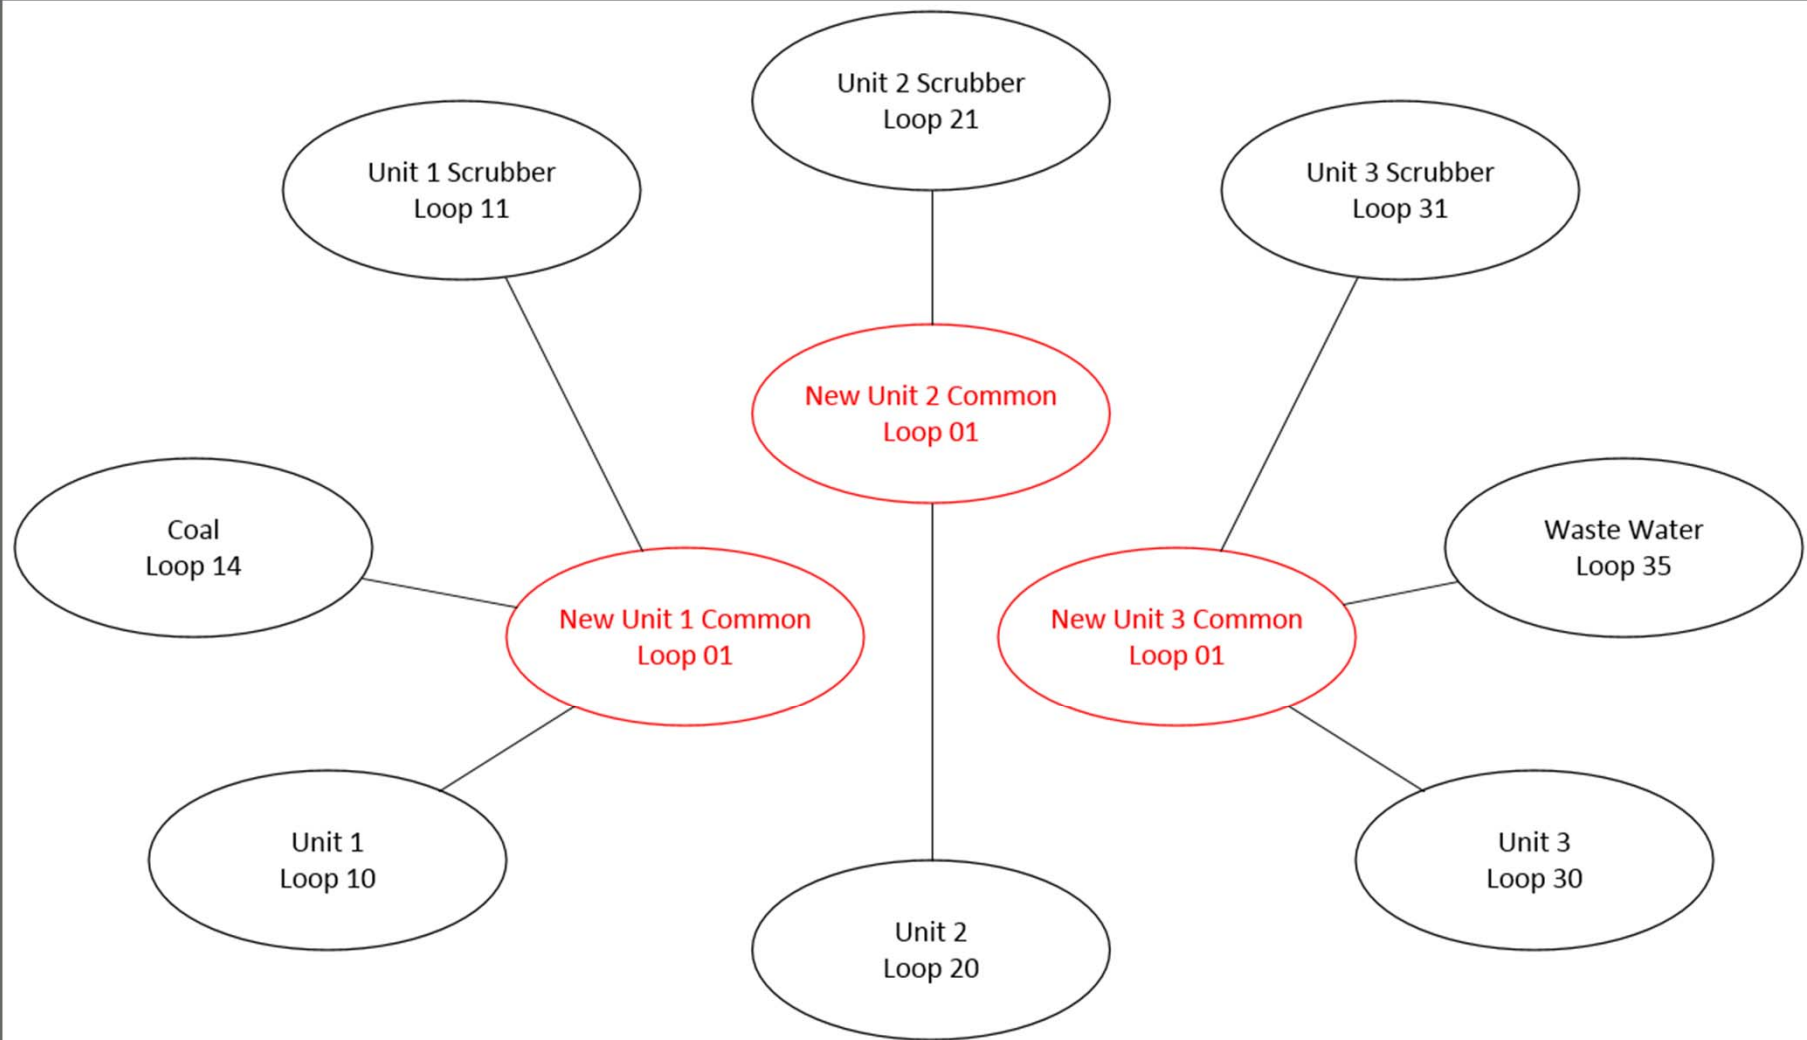 Unit 2 Scrubber
Loop 21
Unit 1 Scrubber
Loop 11
Unit 3 Scrubber
Loop 31
New Unit 2 Common
Loop 01
Coal
Loop 14
Waste Water
Loop 35
New Unit 1 Common
Loop 01
New Unit 3 Common
Loop 01
Unit 1
Loop 10
Unit 3
Loop 30
Unit 2
Loop 20